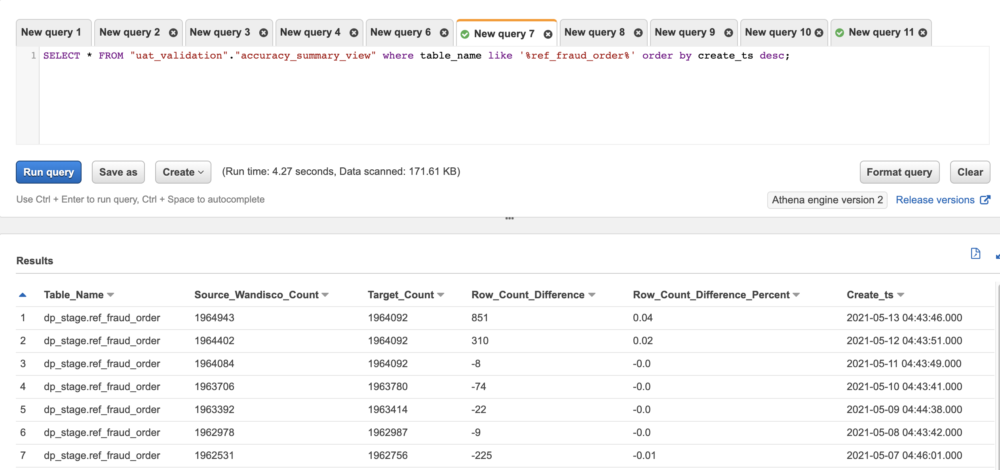 New query 1 New query 2 New query 3 New query 4 New query 6 New query 7 New query 8 New query 9 New query 10 New query 11
1 SELECT * FROM "uat_validation"."accuracy_summary_view" where table_name like '%ref_fraud_order%' order by create_ts desc;
Run query Save as Create (Run time: 4.27 seconds, Data scanned: 171.61 KB) Format query Clear
Use Ctrl + Enter to run query, Ctrl + Space to autocomplete Athena engine version 2 Release versions
Results
Table_Name Source_Wandisco_Count Target_Count Row_Count_Difference Row_Count_Difference_Percent Create_ts
1 dp_stage.ref_fraud_order 1964943 1964092 851 0.04 2021-05-13 04:43:46.000
2 dp_stage.ref_fraud_order 1964402 1964092 310 0.02 2021-05-12 04:43:51.000
3 dp_stage.ref_fraud_order 1964084 1964092 -8 -0.0 2021-05-11 04:43:49.000
4 dp_stage.ref_fraud_order 1963706 1963780 -74 -0.0 2021-05-10 04:43:41.000
5 dp_stage.ref_fraud_order 1963392 1963414 -22 -0.0 2021-05-09 04:44:38.000
6 dp_stage.ref_fraud_order 1962978 1962987 -9 -0.0 2021-05-08 04:43:42.000
7 dp_stage.ref_fraud_order 1962531 1962756 -225 -0.01 2021-05-07 04:46:01.000